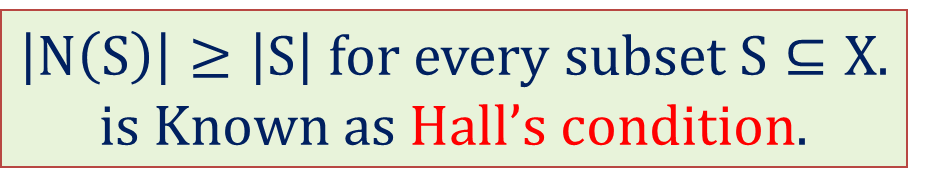 |N(S)| ≥ |S| for every subset S ⊆ X.
is Known as Hall’s condition.